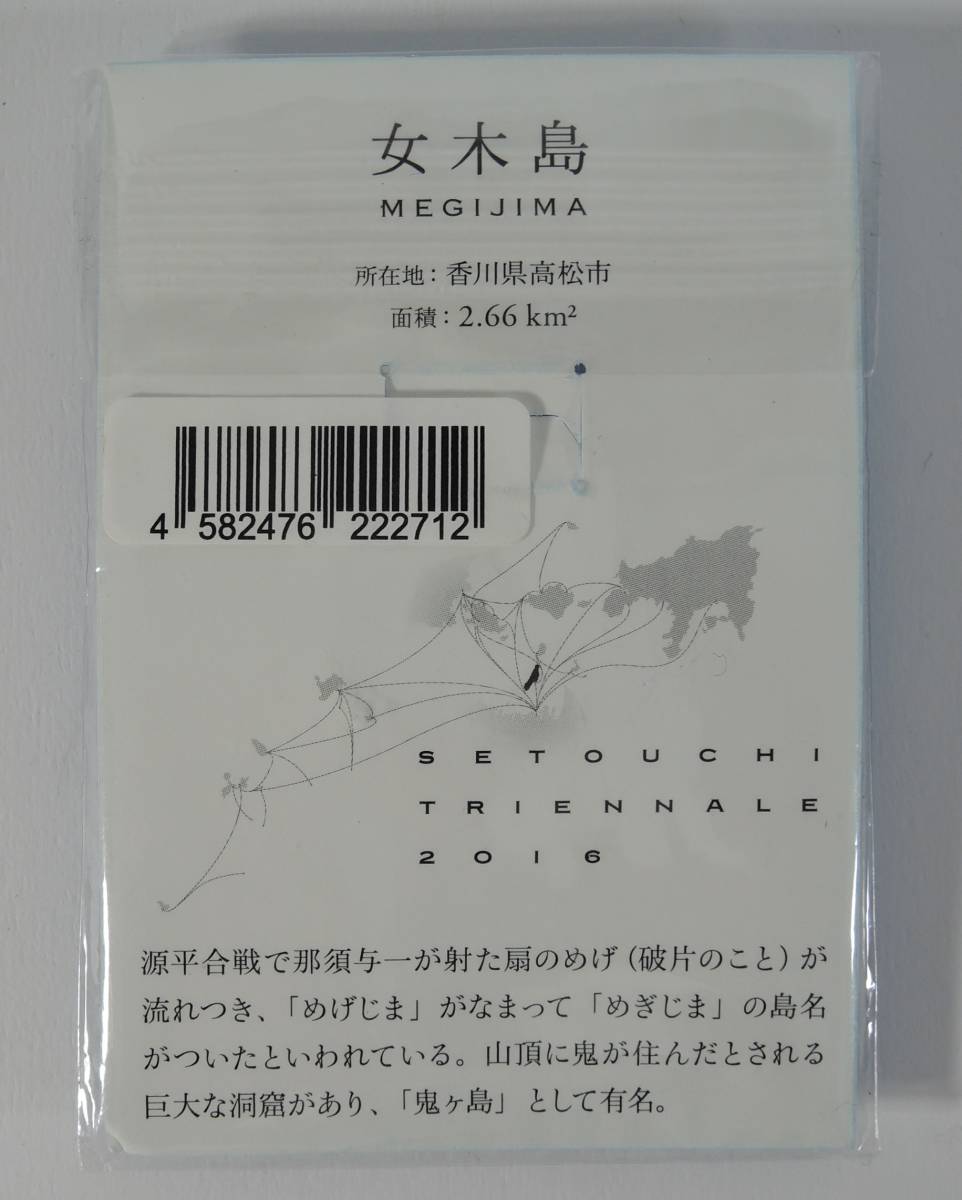 女木島
MEGIJIMA
所在地：香川県高松市
面積：2.66 km²
4 582476 222712
SETOUCHI
TRIENNALE
2016
源平合戦で那須与一が射た扇のめげ（破片のこと）が
流れつき、「めげじま」がなまって「めぎじま」の島名
がついたといわれている。山頂に鬼が住んだとされる
巨大な洞窟があり、「鬼ヶ島」として有名。